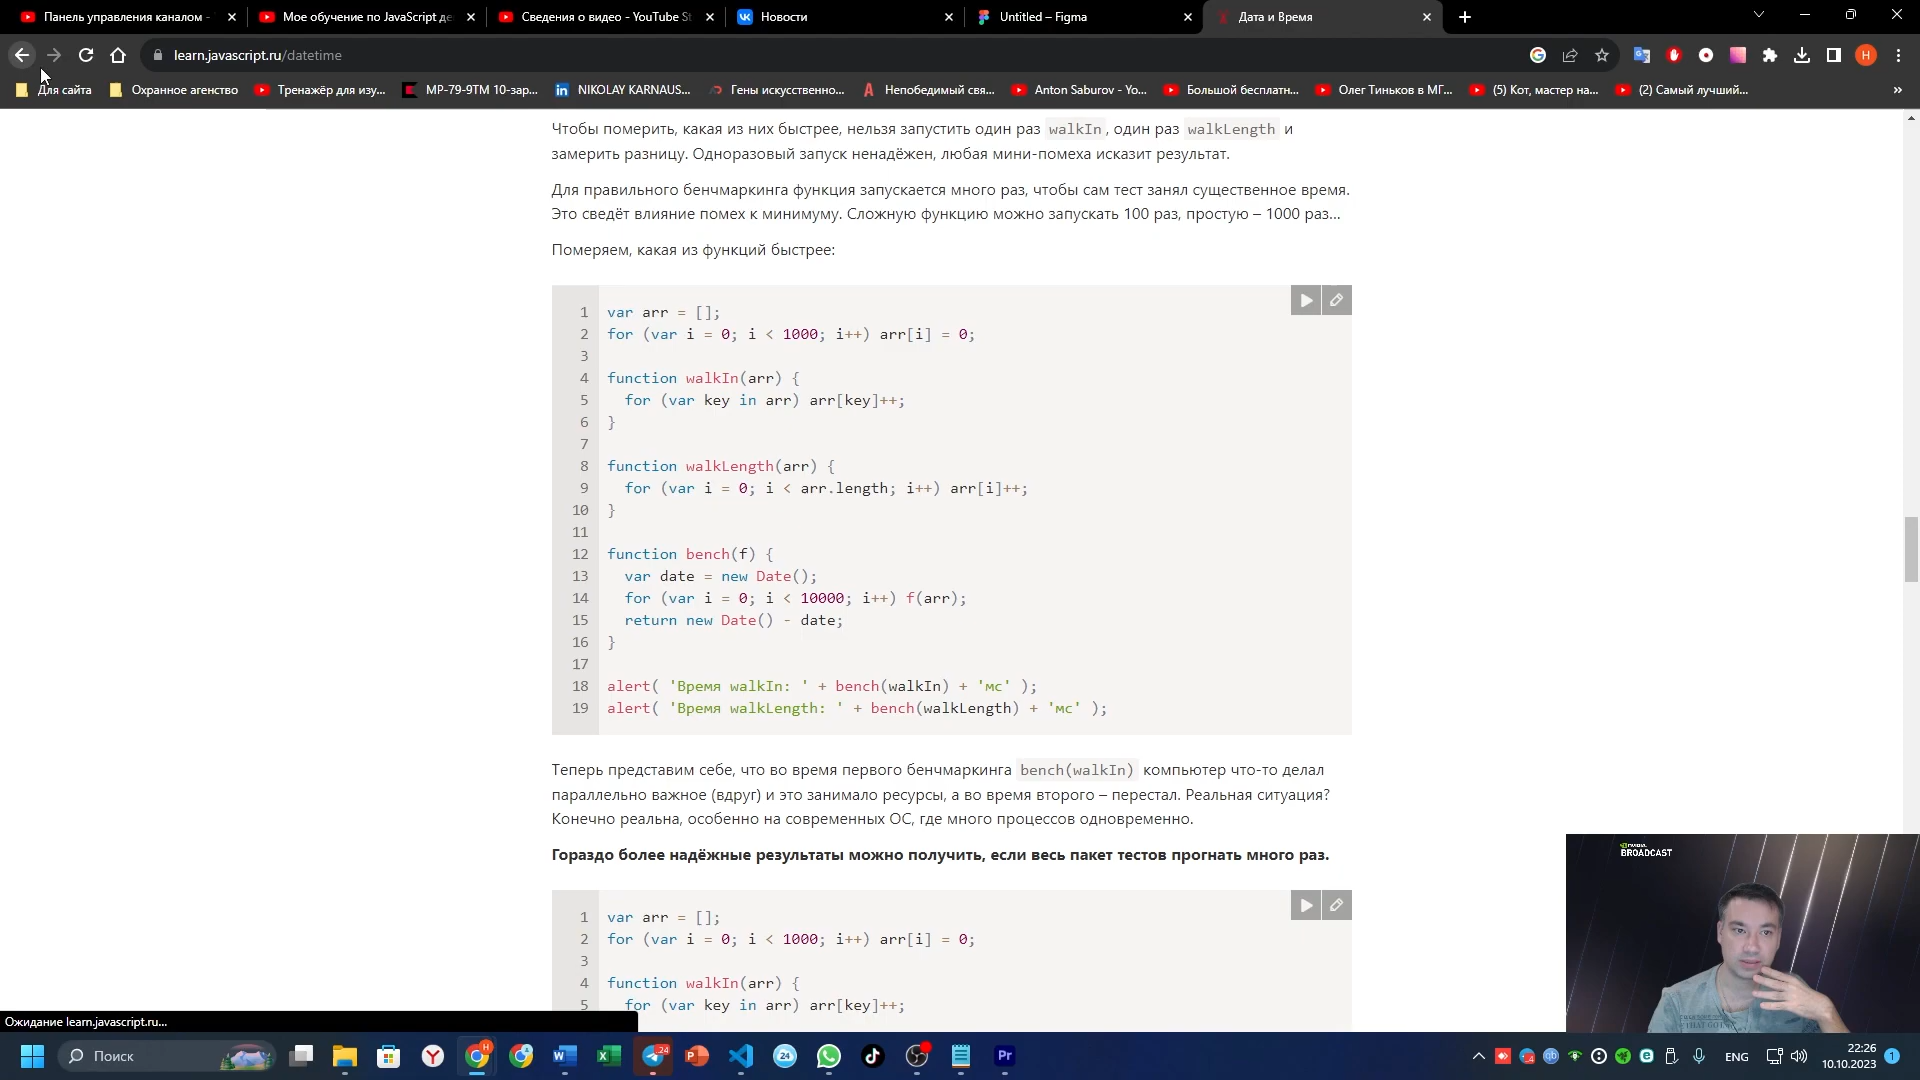 Панель управления каналом -
Мое обучение по JavaScript де
Сведения о видео - YouTube St
Новости
Untitled – Figma
Дата и Время
learn.javascript.ru/datetime
Для сайта
Охранное агенство
Тренажёр для изу...
МР-79-9ТМ 10-зар...
NIKOLAY KARNAUS...
Гены искусственно...
Непобедимый свя...
Anton Saburov - Yo...
Большой бесплатн...
Олег Тиньков в МГ...
(5) Кот, мастер на...
(2) Самый лучший...
»
Чтобы померить, какая из них быстрее, нельзя запустить один раз walkIn , один раз walkLength и
замерить разницу. Одноразовый запуск ненадёжен, любая мини-помеха исказит результат.
Для правильного бенчмаркинга функция запускается много раз, чтобы сам тест занял существенное время.
Это сведёт влияние помех к минимуму. Сложную функцию можно запускать 100 раз, простую – 1000 раз...
Померяем, какая из функций быстрее:
1 var arr = [];
2 for (var i = 0; i < 1000; i++) arr[i] = 0;
3
4 function walkIn(arr) {
5   for (var key in arr) arr[key]++;
6 }
7
8 function walkLength(arr) {
9   for (var i = 0; i < arr.length; i++) arr[i]++;
10 }
11
12 function bench(f) {
13   var date = new Date();
14   for (var i = 0; i < 10000; i++) f(arr);
15   return new Date() - date;
16 }
17
18 alert( 'Время walkIn: ' + bench(walkIn) + 'мс' );
19 alert( 'Время walkLength: ' + bench(walkLength) + 'мс' );
Теперь представим себе, что во время первого бенчмаркинга bench(walkIn) компьютер что-то делал
параллельно важное (вдруг) и это занимало ресурсы, а во время второго – перестал. Реальная ситуация?
Конечно реальна, особенно на современных ОС, где много процессов одновременно.
Гораздо более надёжные результаты можно получить, если весь пакет тестов прогнать много раз.
1 var arr = [];
2 for (var i = 0; i < 1000; i++) arr[i] = 0;
3
4 function walkIn(arr) {
5   for (var key in arr) arr[key]++;
NVIDIA.
BROADCAST
Ожидание learn.javascript.ru...
Поиск
ENG
22:26
10.10.2023